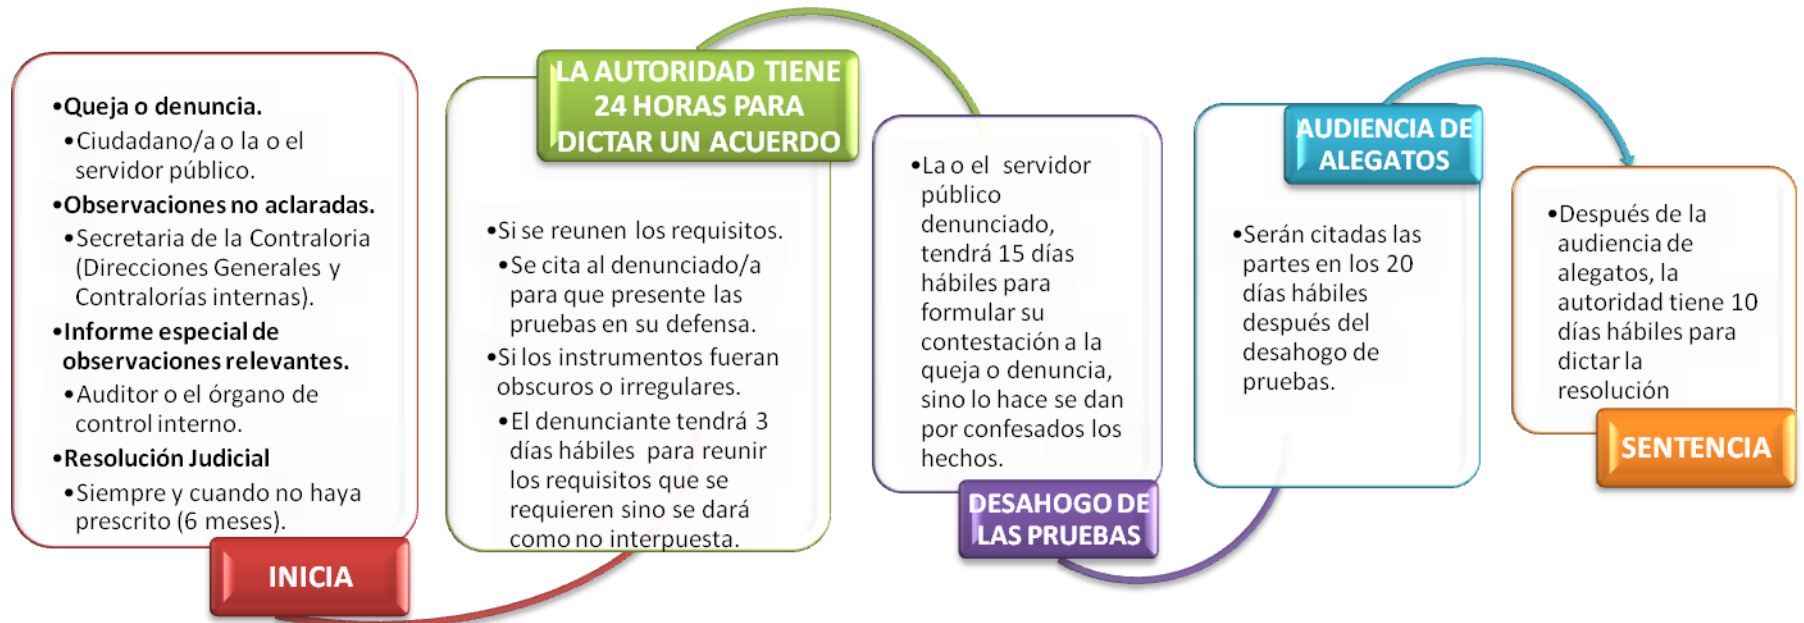 •Queja o denuncia.
•Ciudadano/a o la o el
servidor público.
•Observaciones no aclaradas.
•Secretaria de la Contraloria
(Direcciones Generales y
Contralorías internas).
•Informe especial de
observaciones relevantes.
•Auditor o el órgano de
control interno.
•Resolución Judicial
•Siempre y cuando no haya
prescrito (6 meses).
INICIA
LA AUTORIDAD TIENE
24 HORAS PARA
DICTAR UN ACUERDO
•Si se reunen los requisitos.
•Se cita al denunciado/a
para que presente las
pruebas en su defensa.
•Si los instrumentos fueran
obscuros o irregulares.
•El denunciante tendrá 3
días hábiles para reunir
los requisitos que se
requieren sino se dará
como no interpuesta.
•La o el servidor
público
denunciado,
tendrá 15 días
hábiles para
formular su
contestación a la
queja o denuncia,
sino lo hace se dan
por confesados los
hechos.
DESAHOGO DE
LAS PRUEBAS
AUDIENCIA DE
ALEGATOS
•Serán citadas las
partes en los 20
días hábiles
después del
desahogo de
pruebas.
•Después de la
audiencia de
alegatos, la
autoridad tiene 10
días hábiles para
dictar la
resolución
SENTENCIA